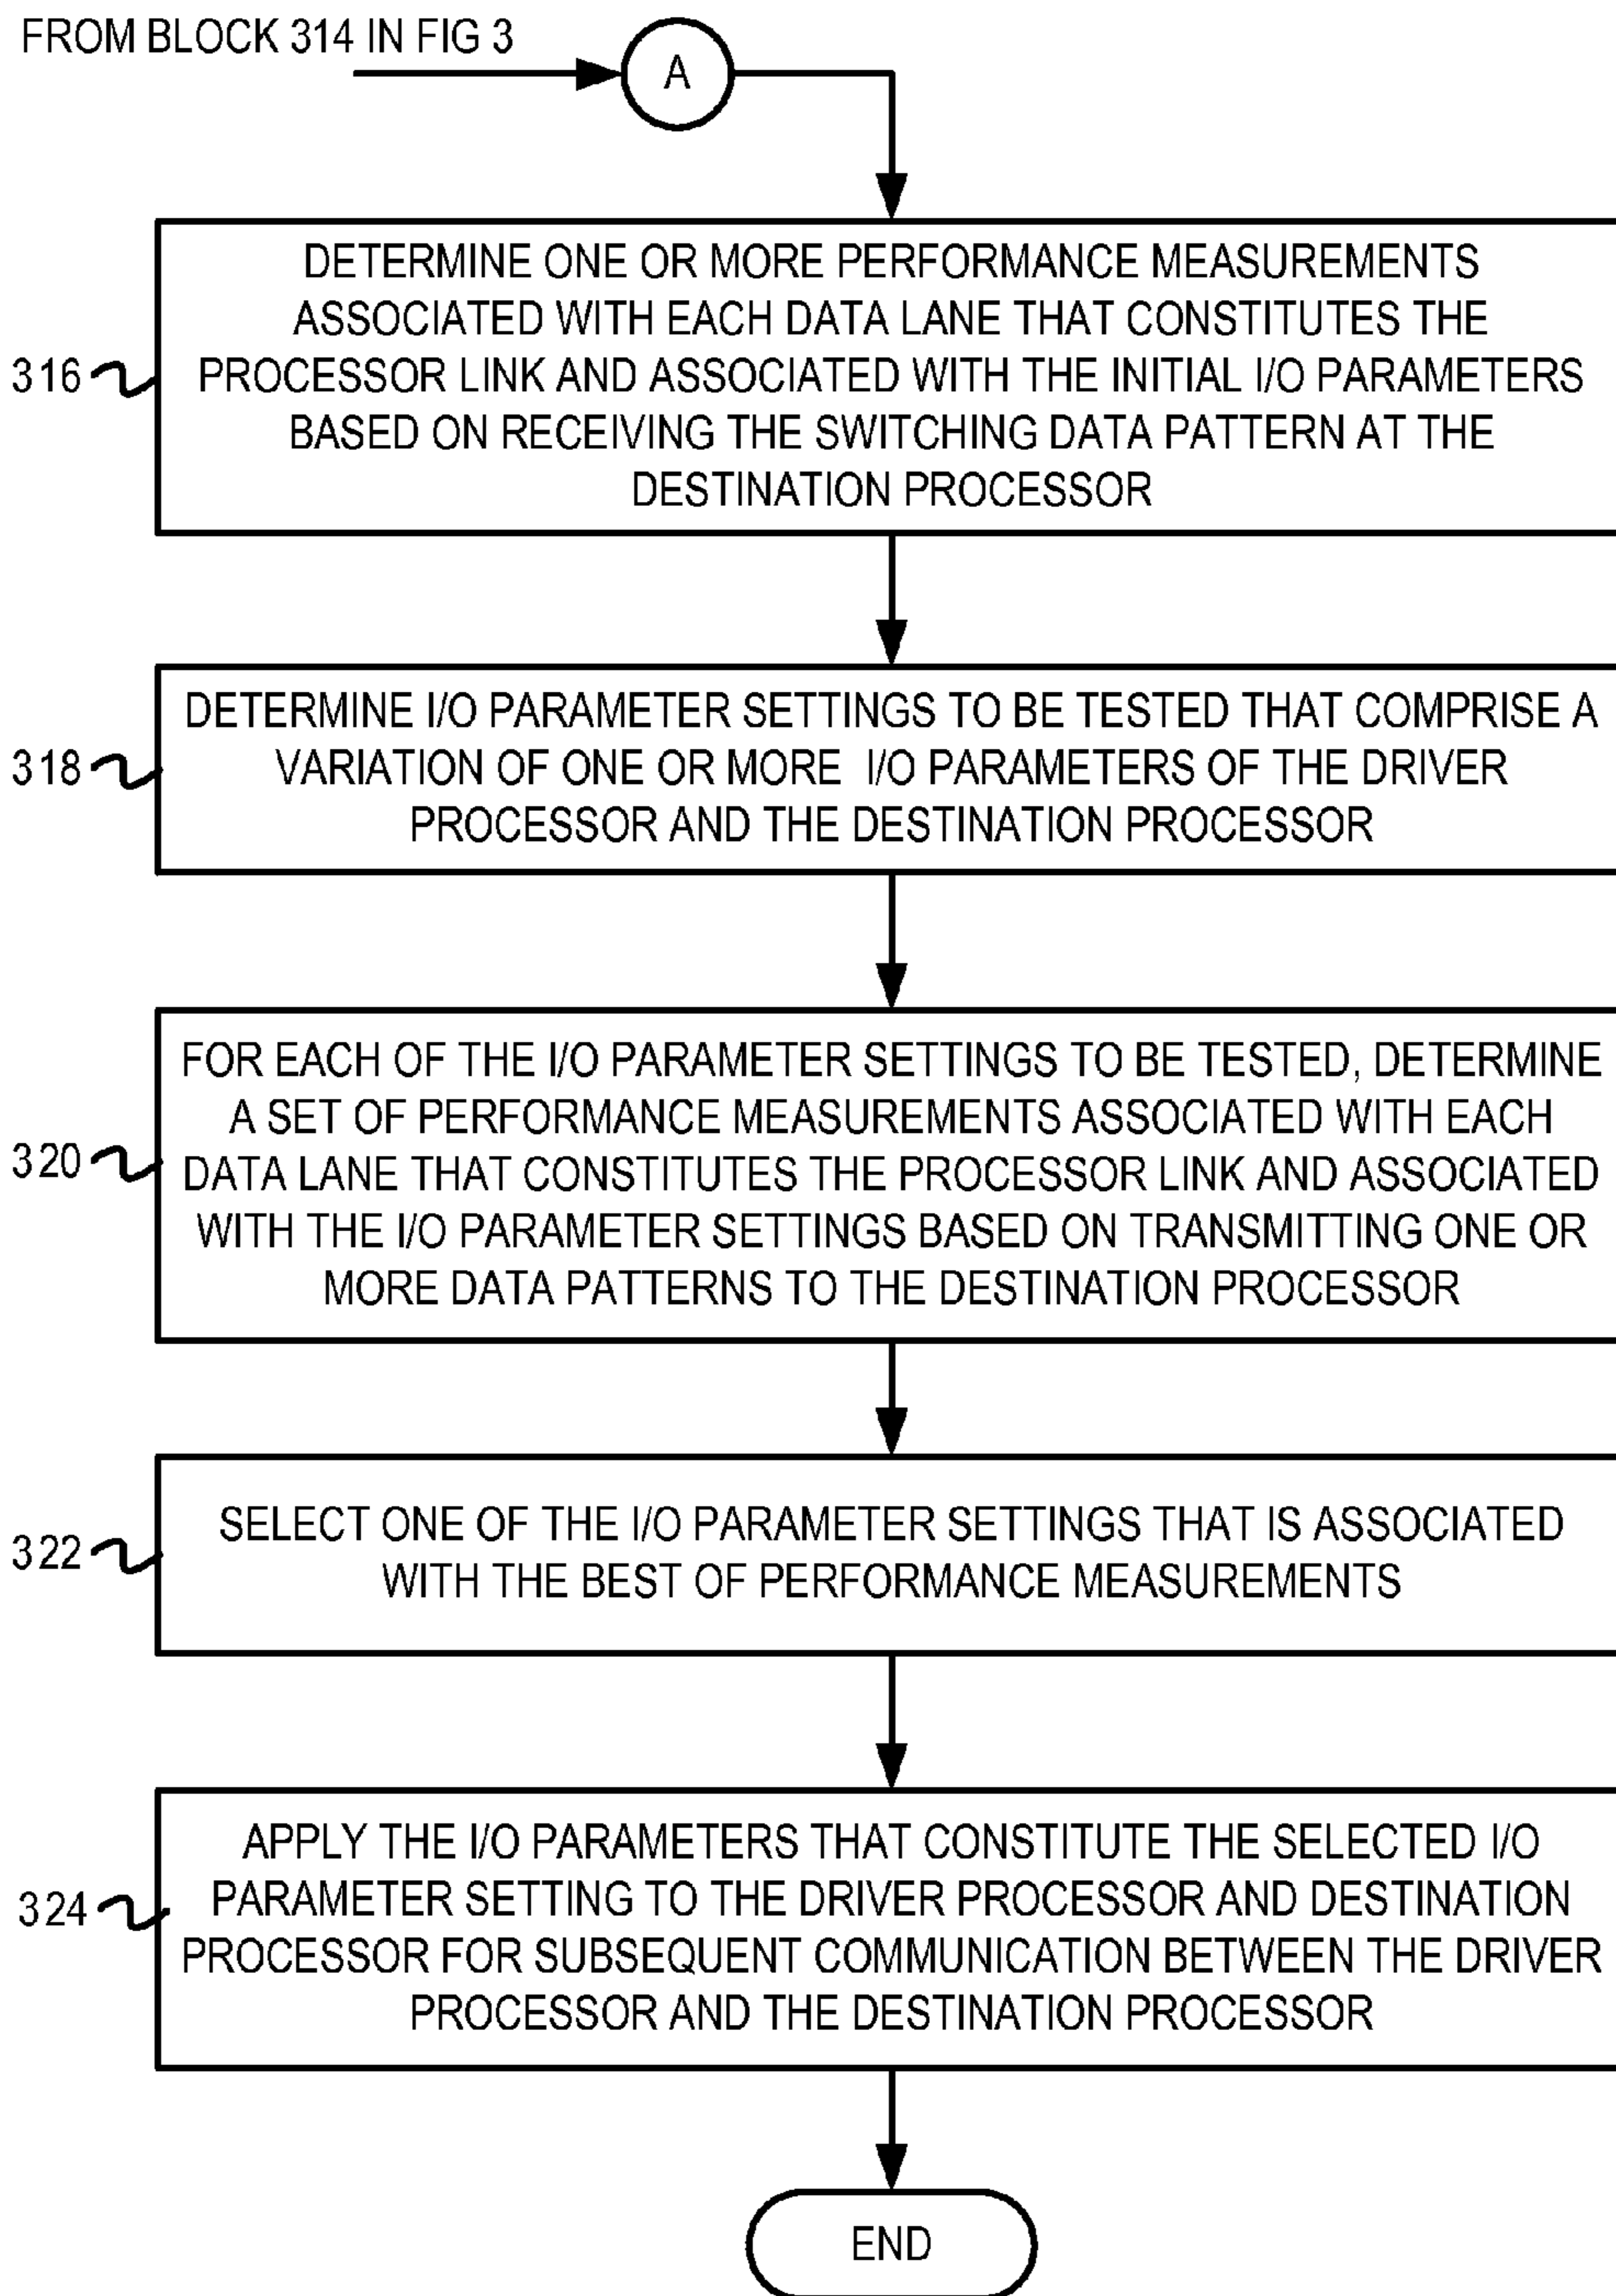 FROM BLOCK 314 IN FIG 3
A
DETERMINE ONE OR MORE PERFORMANCE MEASUREMENTS
ASSOCIATED WITH EACH DATA LANE THAT CONSTITUTES THE
316
PROCESSOR LINK AND ASSOCIATED WITH THE INITIAL I/O PARAMETERS
BASED ON RECEIVING THE SWITCHING DATA PATTERN AT THE
DESTINATION PROCESSOR
DETERMINE I/O PARAMETER SETTINGS TO BE TESTED THAT COMPRISE A
318
VARIATION OF ONE OR MORE I/O PARAMETERS OF THE DRIVER
PROCESSOR AND THE DESTINATION PROCESSOR
FOR EACH OF THE I/O PARAMETER SETTINGS TO BE TESTED, DETERMINE
A SET OF PERFORMANCE MEASUREMENTS ASSOCIATED WITH EACH
320
DATA LANE THAT CONSTITUTES THE PROCESSOR LINK AND ASSOCIATED
WITH THE I/O PARAMETER SETTINGS BASED ON TRANSMITTING ONE OR
MORE DATA PATTERNS TO THE DESTINATION PROCESSOR
322
SELECT ONE OF THE I/O PARAMETER SETTINGS THAT IS ASSOCIATED
WITH THE BEST OF PERFORMANCE MEASUREMENTS
APPLY THE I/O PARAMETERS THAT CONSTITUTE THE SELECTED I/O
324
PARAMETER SETTING TO THE DRIVER PROCESSOR AND DESTINATION
PROCESSOR FOR SUBSEQUENT COMMUNICATION BETWEEN THE DRIVER
PROCESSOR AND THE DESTINATION PROCESSOR
END